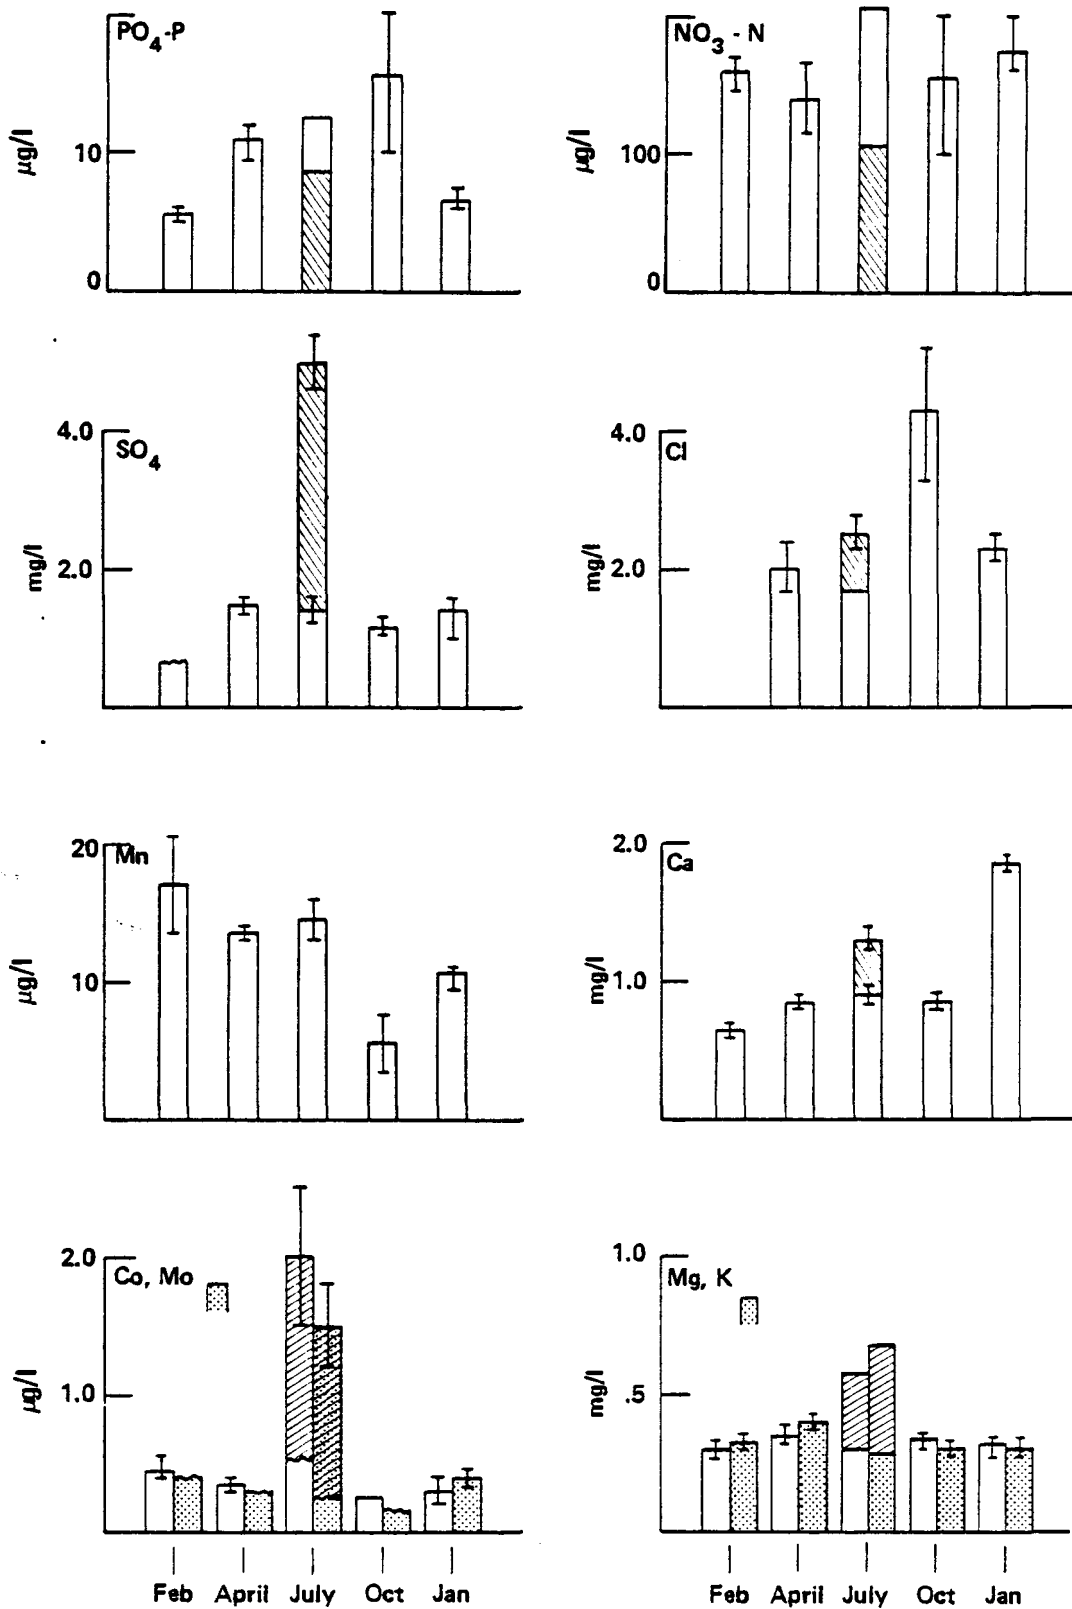 PO4-P
µg/l
10
0
NO3 - N
µg/l
100
0
SO4
4.0
mg/l
2.0
Cl
4.0
mg/l
2.0
Mn
20
µg/l
10
Ca
2.0
mg/l
1.0
Co, Mo
2.0
µg/l
1.0
Mg, K
1.0
mg/l
.5
Feb April July Oct Jan
Feb April July Oct Jan